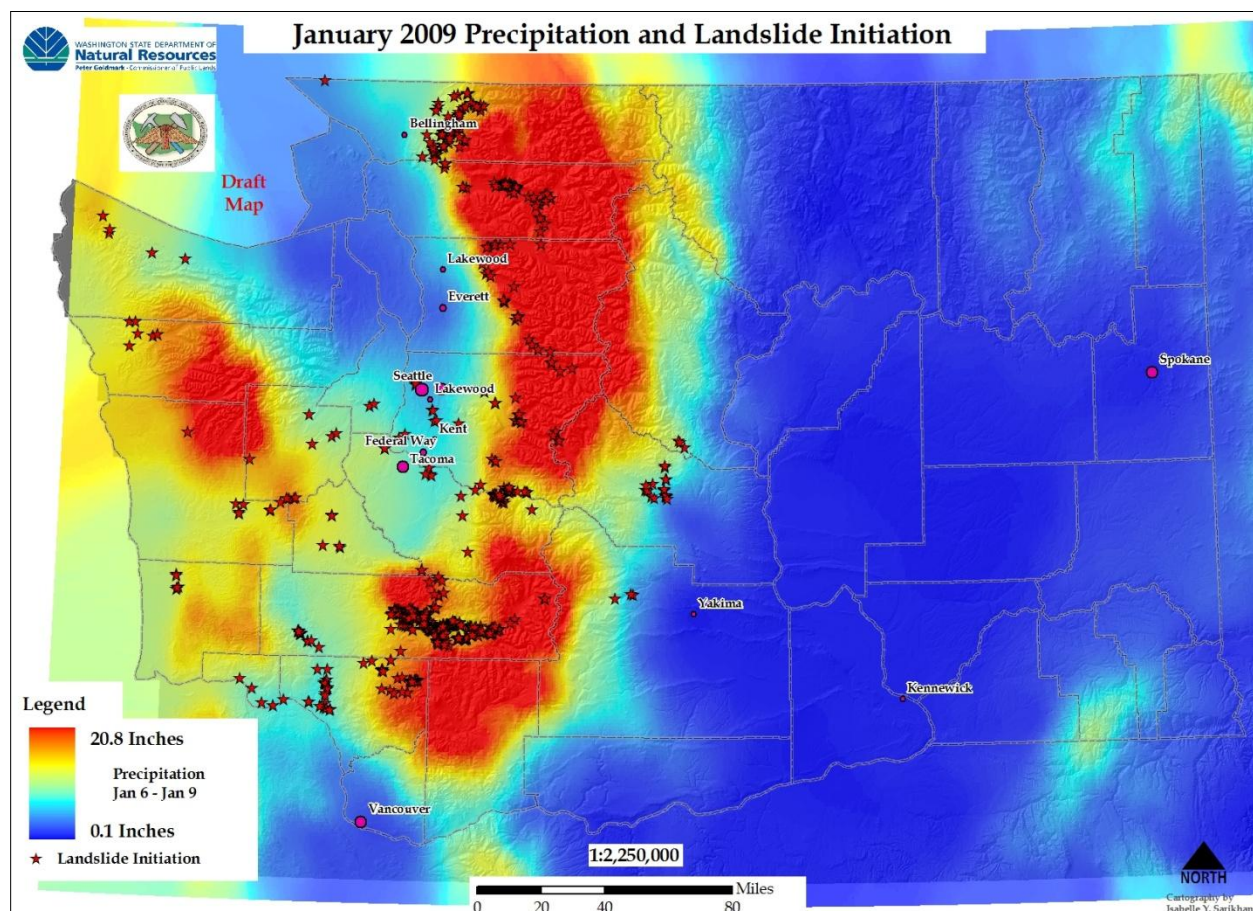 January 2009 Precipitation and Landslide Initiation
WASHINGTON STATE DEPARTMENT OF
Natural Resources
Peter Goldmark - Commissioner of Public Lands
Draft
Map
Bellingham
Lakewood
Everett
Seattle
Lakewood
Kent
Federal Way
Tacoma
Spokane
Yakima
Kennewick
Vancouver
Legend
20.8 Inches
Precipitation
Jan 6 - Jan 9
0.1 Inches
Landslide Initiation
1:2,250,000
Miles
0 20 40 80
NORTH
Cartography by
Isabelle Y. Sarikhan